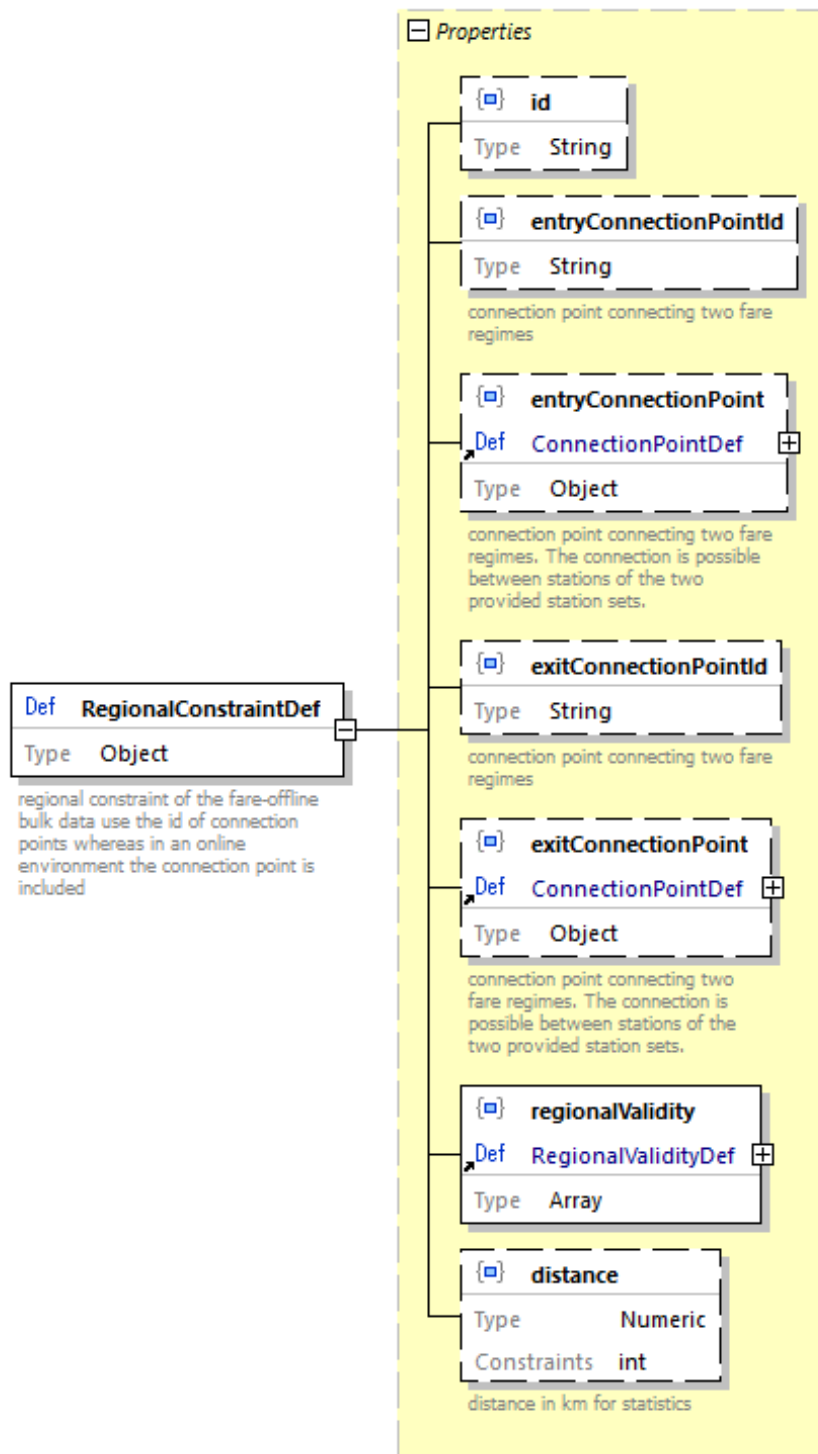 Properties
id
Type String
entryConnectionPointId
Type String
connection point connecting two fare
regimes
entryConnectionPoint
Def ConnectionPointDef
Type Object
connection point connecting two fare
regimes. The connection is possible
between stations of the two
provided station sets.
exitConnectionPointId
Type String
connection point connecting two fare
regimes
Def RegionalConstraintDef
Type Object
regional constraint of the fare-offline
bulk data use the id of connection
points whereas in an online
environment the connection point is
included
exitConnectionPoint
Def ConnectionPointDef
Type Object
connection point connecting two
fare regimes. The connection is
possible between stations of the
two provided station sets.
regionalValidity
Def RegionalValidityDef
Type Array
distance
Type Numeric
Constraints int
distance in km for statistics